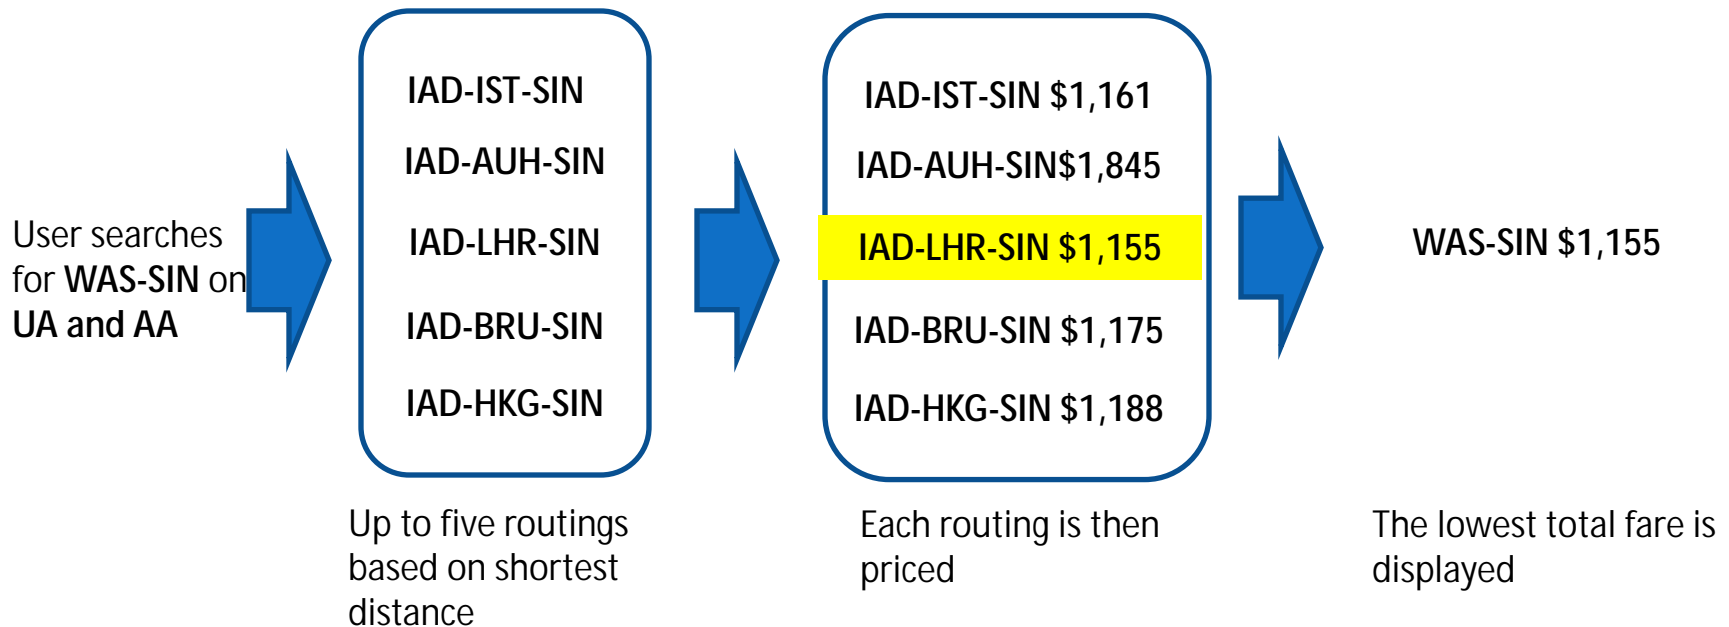 User searches
for WAS-SIN on
UA and AA
IAD-IST-SIN
IAD-AUH-SIN
IAD-LHR-SIN
IAD-BRU-SIN
IAD-HKG-SIN
Up to five routings
based on shortest
distance
IAD-IST-SIN $1,161
IAD-AUH-SIN$1,845
IAD-LHR-SIN $1,155
IAD-BRU-SIN $1,175
IAD-HKG-SIN $1,188
Each routing is then
priced
WAS-SIN $1,155
The lowest total fare is
displayed